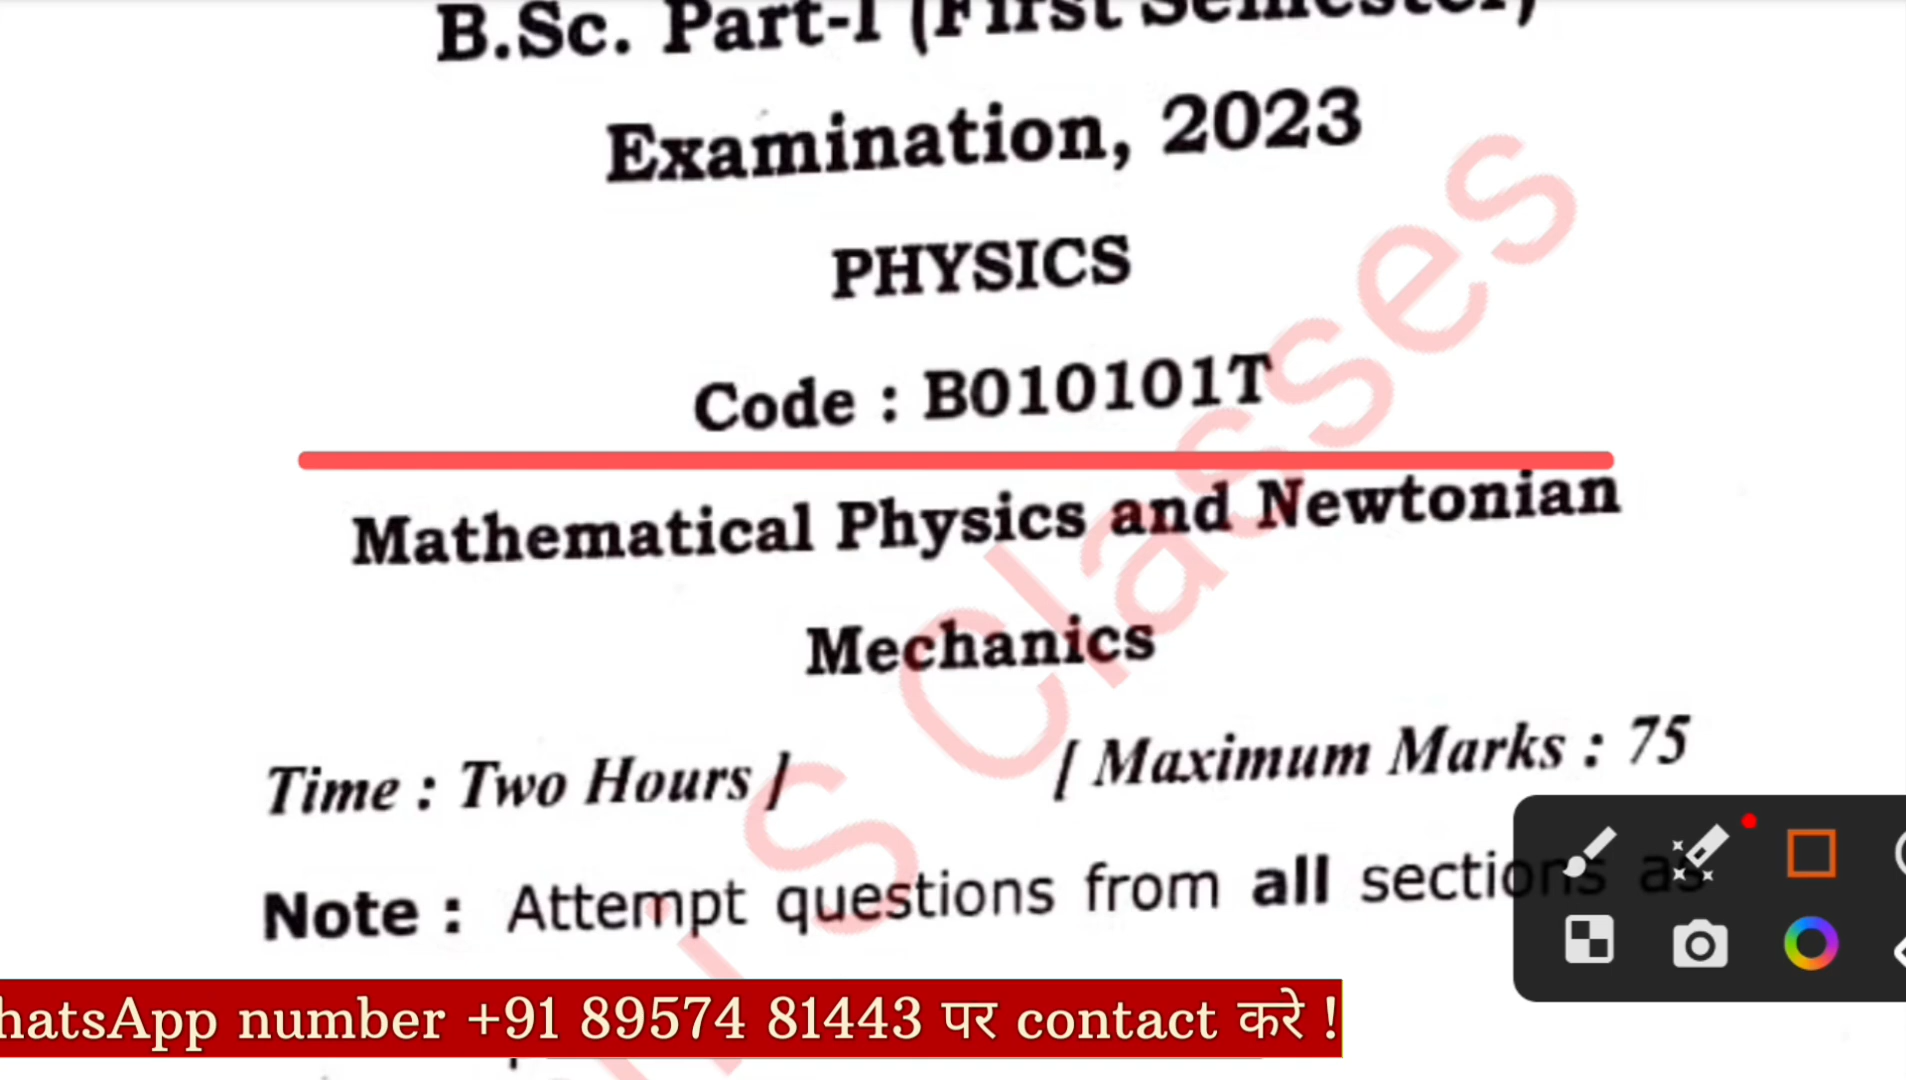 B.Sc. Part-I (First Semester)
Examination, 2023
PHYSICS
Code : B010101T
Mathematical Physics and Newtonian
Mechanics
Time : Two Hours ]
[ Maximum Marks : 75
Note : Attempt questions from all sections as
number +91 89574 81443 पर contact करे !
S Classes